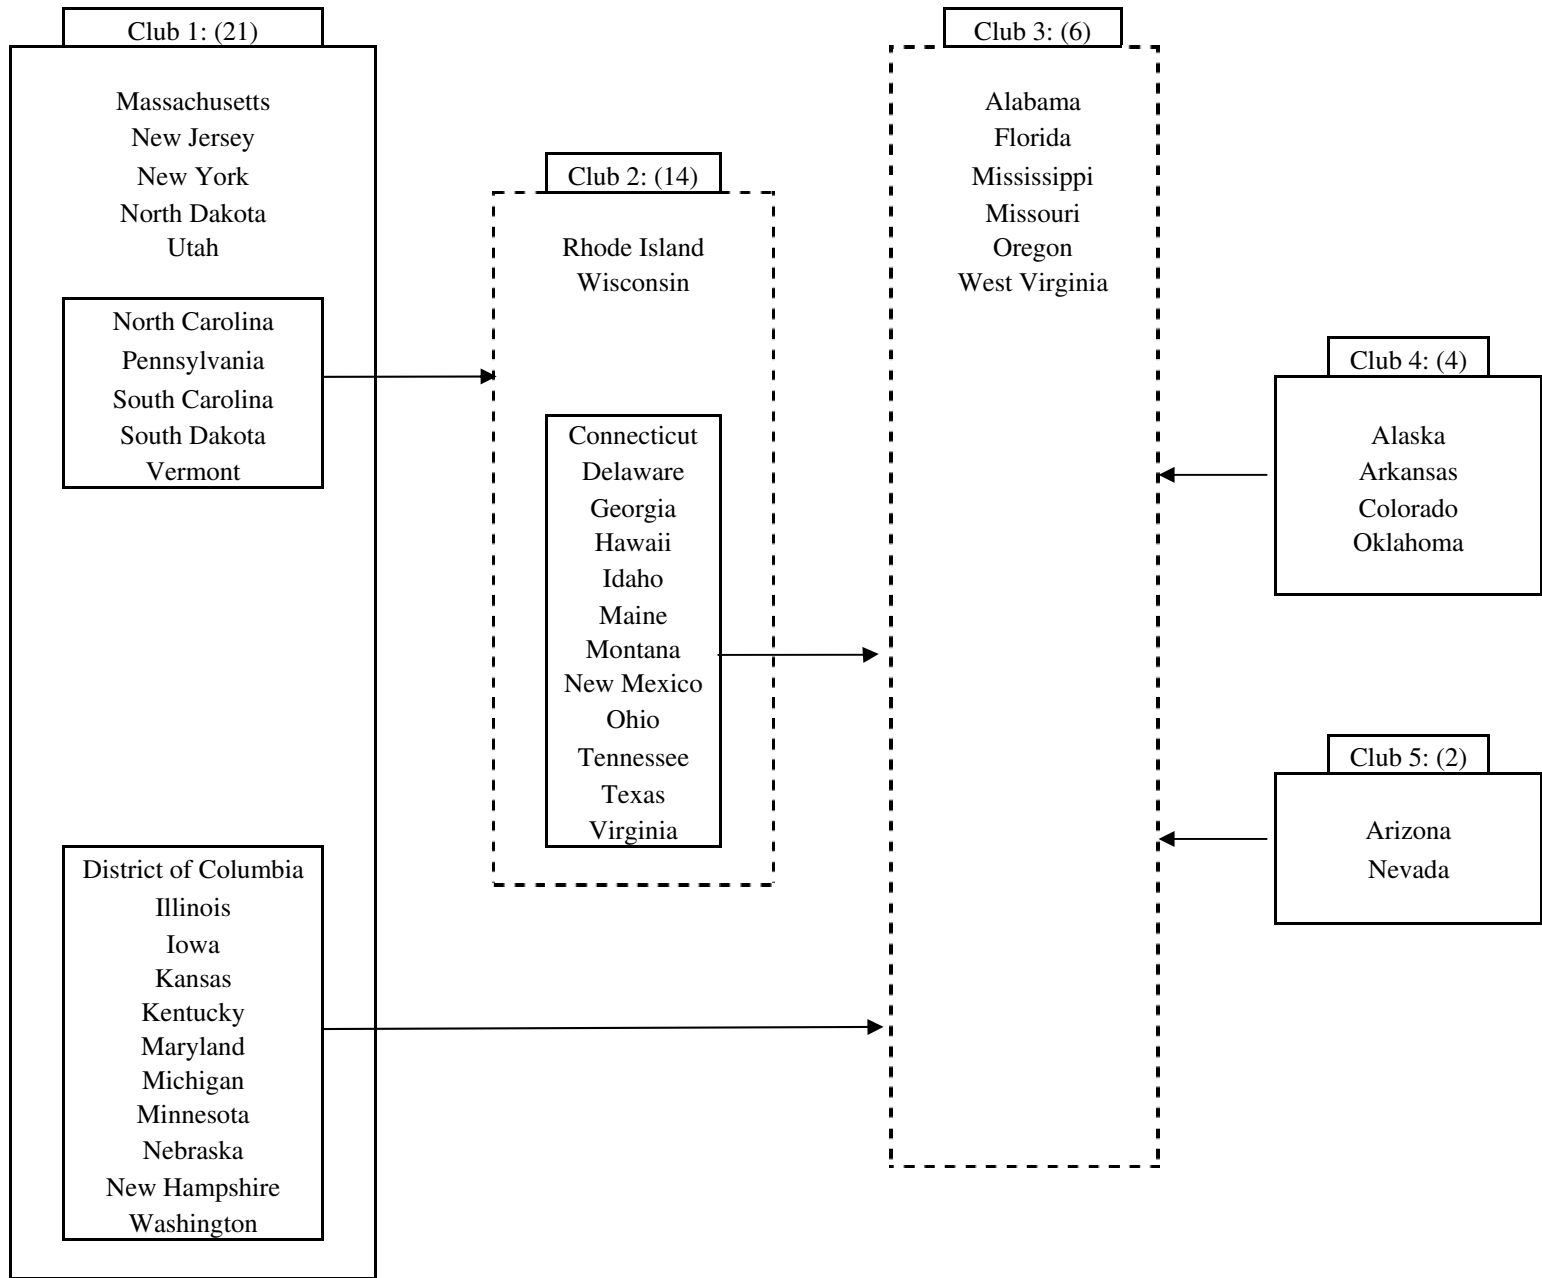 Club 1: (21)
Massachusetts
New Jersey
New York
North Dakota
Utah
North Carolina
Pennsylvania
South Carolina
South Dakota
Vermont
District of Columbia
Illinois
Iowa
Kansas
Kentucky
Maryland
Michigan
Minnesota
Nebraska
New Hampshire
Washington
Club 2: (14)
Rhode Island
Wisconsin
Connecticut
Delaware
Georgia
Hawaii
Idaho
Maine
Montana
New Mexico
Ohio
Tennessee
Texas
Virginia
Club 3: (6)
Alabama
Florida
Mississippi
Missouri
Oregon
West Virginia
Club 4: (4)
Alaska
Arkansas
Colorado
Oklahoma
Club 5: (2)
Arizona
Nevada